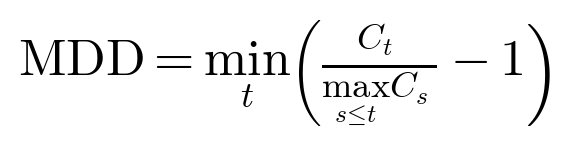 MDD = min_t ( C_t / max_{s≤t} C_s − 1 )